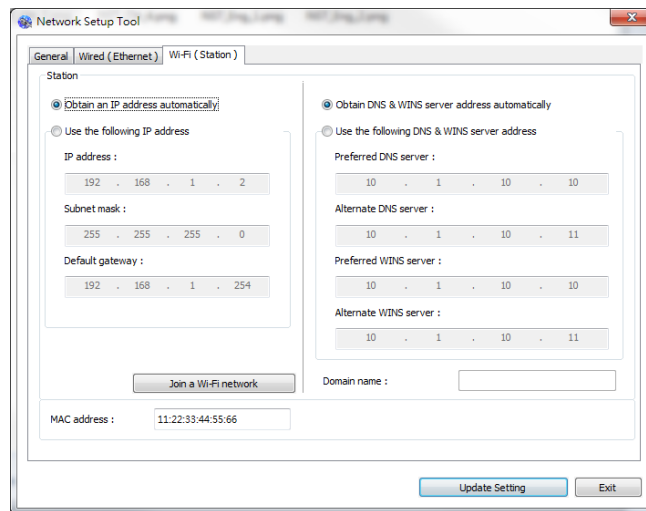 Network Setup Tool
General
Wired ( Ethernet )
Wi-Fi ( Station )
Station
Obtain an IP address automatically
Use the following IP address
IP address :
192 . 168 . 1 . 2
Subnet mask :
255 . 255 . 255 . 0
Default gateway :
192 . 168 . 1 . 254
Join a Wi-Fi network
Obtain DNS & WINS server address automatically
Use the following DNS & WINS server address
Preferred DNS server :
10 . 1 . 10 . 10
Alternate DNS server :
10 . 1 . 10 . 11
Preferred WINS server :
10 . 1 . 10 . 10
Alternate WINS server :
10 . 1 . 10 . 11
Domain name :
MAC address :
11:22:33:44:55:66
Update Setting
Exit